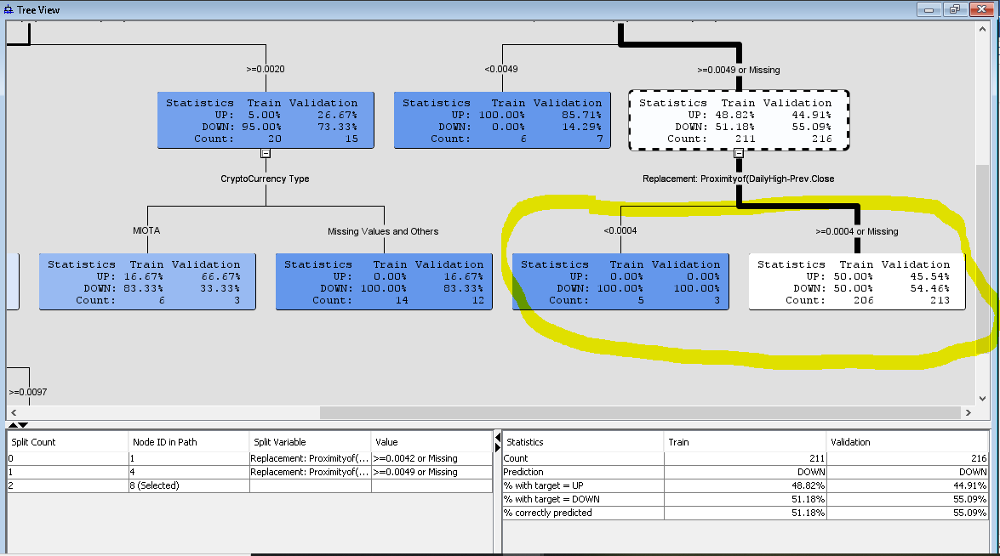 Tree View
>=0.0020
<0.0049
>=0.0049 or Missing
Statistics Train Validation
UP: 5.00% 26.67%
DOWN: 95.00% 73.33%
Count: 20 15
Statistics Train Validation
UP: 100.00% 85.71%
DOWN: 0.00% 14.29%
Count: 6 7
Statistics Train Validation
UP: 48.82% 44.91%
DOWN: 51.18% 55.09%
Count: 211 216
CryptoCurrency Type
Replacement: Proximityof(DailyHigh-Prev.Close
MIOTA
Missing Values and Others
<0.0004
>=0.0004 or Missing
Statistics Train Validation
UP: 16.67% 66.67%
DOWN: 83.33% 33.33%
Count: 6 3
Statistics Train Validation
UP: 0.00% 16.67%
DOWN: 100.00% 83.33%
Count: 14 12
Statistics Train Validation
UP: 0.00% 0.00%
DOWN: 100.00% 100.00%
Count: 5 3
Statistics Train Validation
UP: 50.00% 45.54%
DOWN: 50.00% 54.46%
Count: 206 213
>=0.0097
Split Count Node ID in Path Split Variable Value
0 1 Replacement: Proximityof(... >=0.0042 or Missing
1 4 Replacement: Proximityof(... >=0.0049 or Missing
2 8 (Selected)
Statistics Train Validation
Count 211 216
Prediction DOWN DOWN
% with target = UP 48.82% 44.91%
% with target = DOWN 51.18% 55.09%
% correctly predicted 51.18% 55.09%